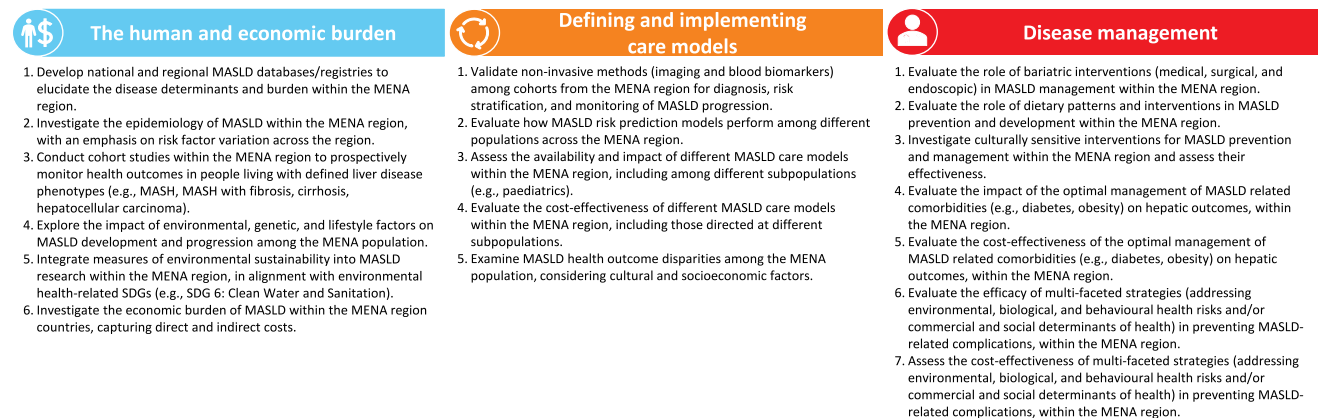 The human and economic burden
1. Develop national and regional MASLD databases/registries to
elucidate the disease determinants and burden within the MENA
region.
2. Investigate the epidemiology of MASLD within the MENA region,
with an emphasis on risk factor variation across the region.
3. Conduct cohort studies within the MENA region to prospectively
monitor health outcomes in people living with defined liver disease
phenotypes (e.g., MASH, MASH with fibrosis, cirrhosis,
hepatocellular carcinoma).
4. Explore the impact of environmental, genetic, and lifestyle factors on
MASLD development and progression among the MENA population.
5. Integrate measures of environmental sustainability into MASLD
research within the MENA region, in alignment with environmental
health-related SDGs (e.g., SDG 6: Clean Water and Sanitation).
6. Investigate the economic burden of MASLD within the MENA region
countries, capturing direct and indirect costs.
Defining and implementing
care models
1. Validate non-invasive methods (imaging and blood biomarkers)
among cohorts from the MENA region for diagnosis, risk
stratification, and monitoring of MASLD progression.
2. Evaluate how MASLD risk prediction models perform among different
populations across the MENA region.
3. Assess the availability and impact of different MASLD care models
within the MENA region, including among different subpopulations
(e.g., paediatrics).
4. Evaluate the cost-effectiveness of different MASLD care models
within the MENA region, including those directed at different
subpopulations.
5. Examine MASLD health outcome disparities among the MENA
population, considering cultural and socioeconomic factors.
Disease management
1. Evaluate the role of bariatric interventions (medical, surgical, and
endoscopic) in MASLD management within the MENA region.
2. Evaluate the role of dietary patterns and interventions in MASLD
prevention and development within the MENA region.
3. Investigate culturally sensitive interventions for MASLD prevention
and management within the MENA region and assess their
effectiveness.
4. Evaluate the impact of the optimal management of MASLD related
comorbidities (e.g., diabetes, obesity) on hepatic outcomes, within
the MENA region.
5. Evaluate the cost-effectiveness of the optimal management of
MASLD related comorbidities (e.g., diabetes, obesity) on hepatic
outcomes, within the MENA region.
6. Evaluate the efficacy of multi-faceted strategies (addressing
environmental, biological, and behavioural health risks and/or
commercial and social determinants of health) in preventing MASLD-
related complications, within the MENA region.
7. Assess the cost-effectiveness of multi-faceted strategies (addressing
environmental, biological, and behavioural health risks and/or
commercial and social determinants of health) in preventing MASLD-
related complications, within the MENA region.